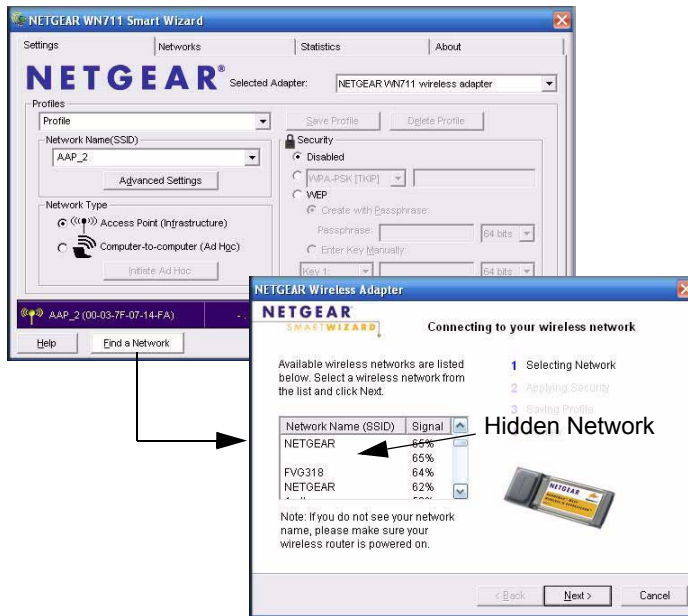 NETGEAR WN711 Smart Wizard
Settings Networks Statistics About
NETGEAR® Selected Adapter: NETGEAR WN711 wireless adapter
Profiles
Profile Save Profile Delete Profile
Network Name(SSID)
AAP_2
Advanced Settings
Network Type
Access Point (Infrastructure)
Computer-to-computer (Ad Hoc)
Initiate Ad Hoc
Security
Disabled
WPA-PSK [TKIP]
WEP
Create with Passphrase:
Passphrase: 64 bits
Enter Key Manually:
Key 1: 64 bits
AAP_2 (00-03-7F-07-14-FA)
Help Find a Network
NETGEAR Wireless Adapter
NETGEAR
SMARTWIZARD
Connecting to your wireless network
Available wireless networks are listed
below. Select a wireless network from
the list and click Next.
1 Selecting Network
2 Applying Security
3 Saving Profile
Network Name (SSID) Signal
NETGEAR 65%
65%
FVG318 64%
NETGEAR 62%
Hidden Network
NETGEAR
Note: If you do not see your network
name, please make sure your
wireless router is powered on.
< Back Next > Cancel